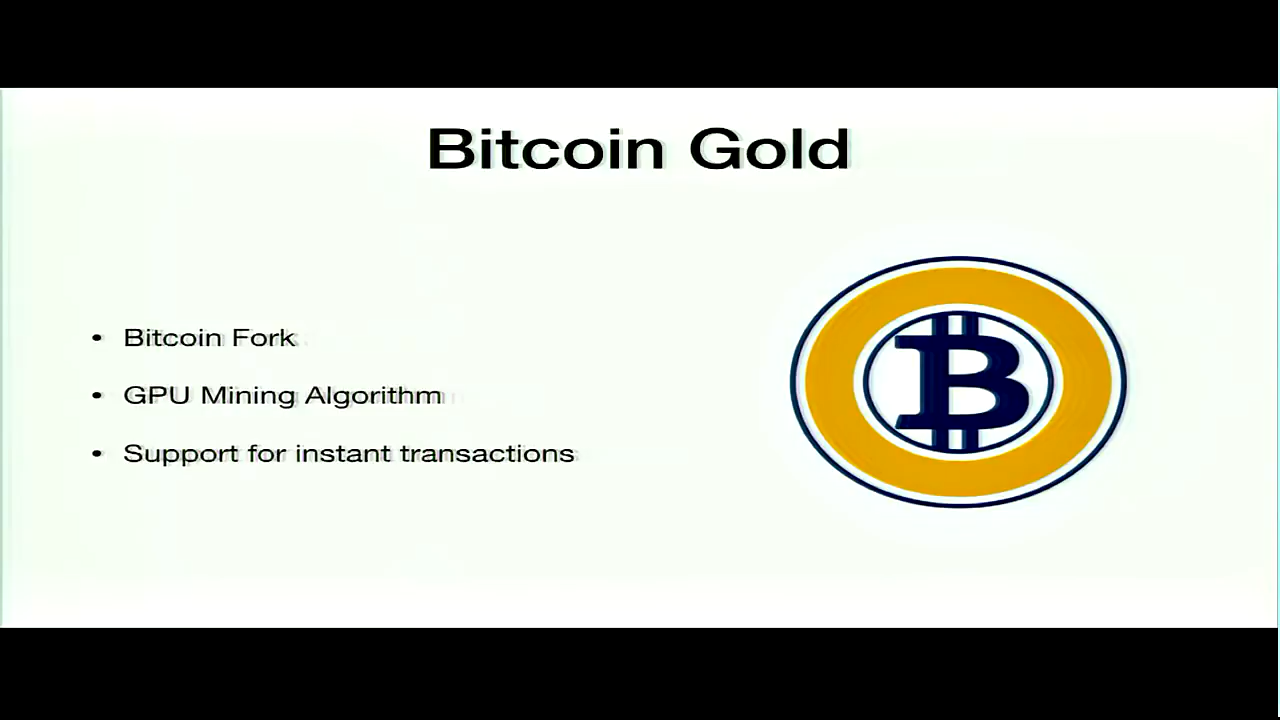 Bitcoin Gold
• Bitcoin Fork
• GPU Mining Algorithm
• Support for instant transactions